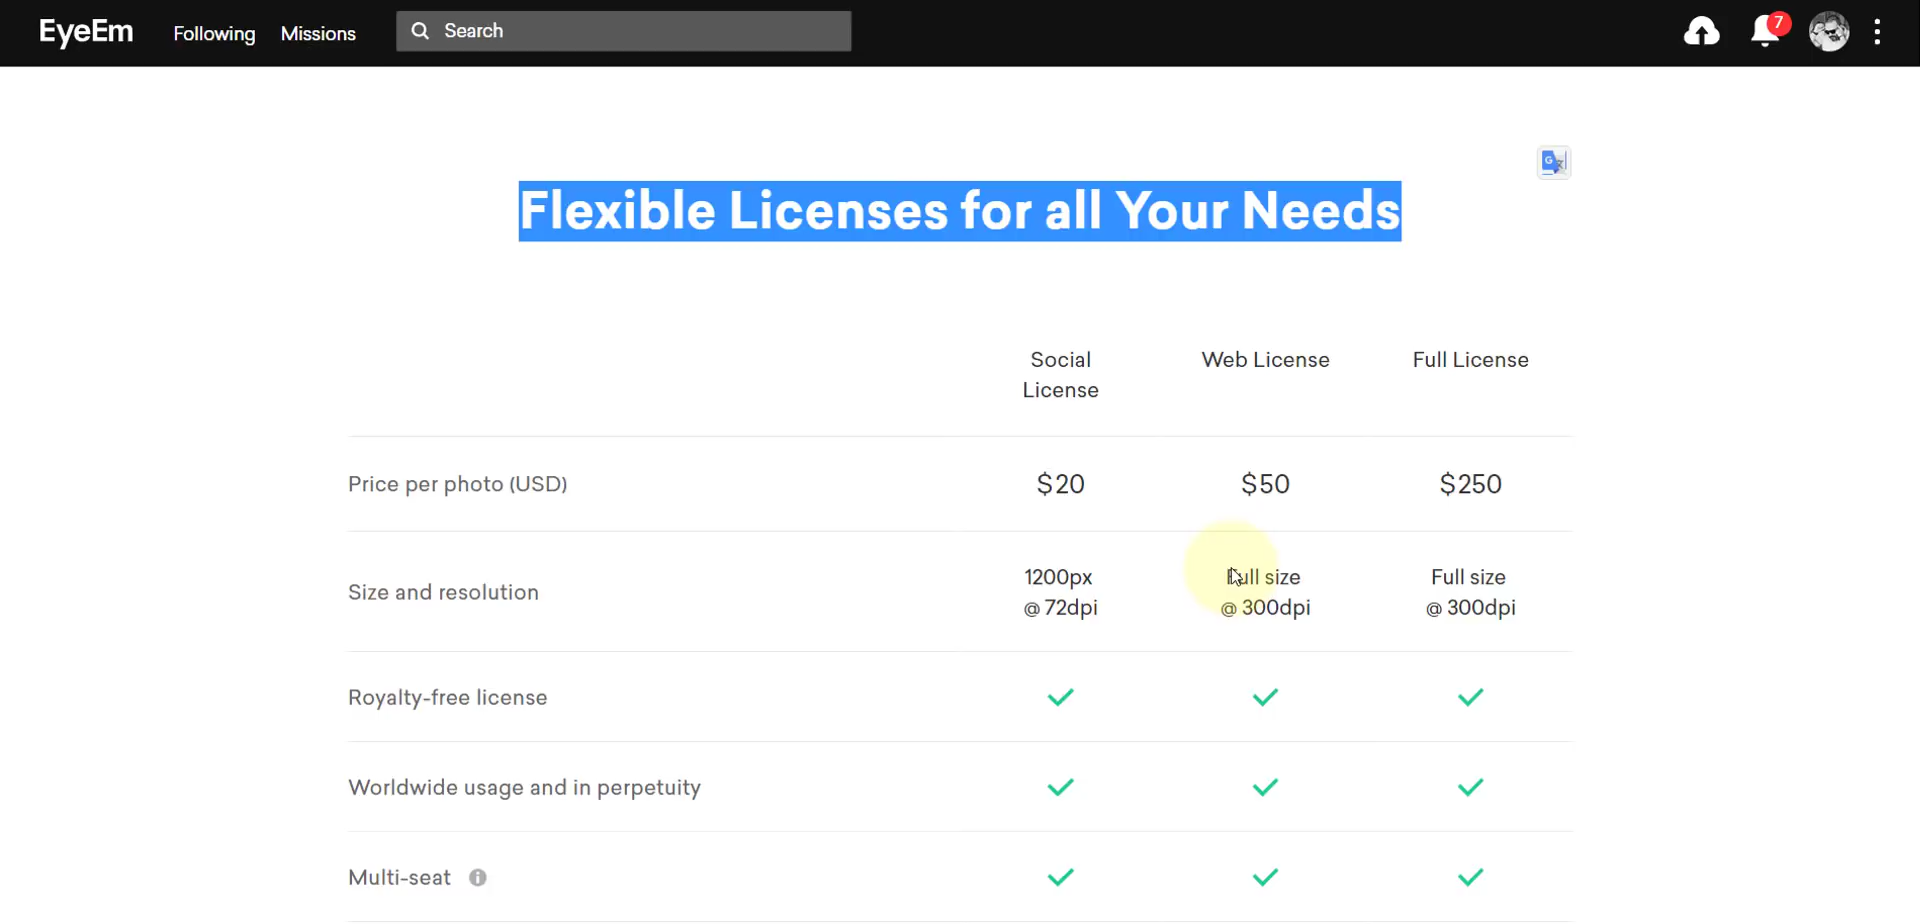 EyeEm Following Missions Search 7
Flexible Licenses for all Your Needs
Social License Web License Full License
Price per photo (USD) $20 $50 $250
Size and resolution 1200px @ 72dpi Full size @ 300dpi Full size @ 300dpi
Royalty-free license
Worldwide usage and in perpetuity
Multi-seat